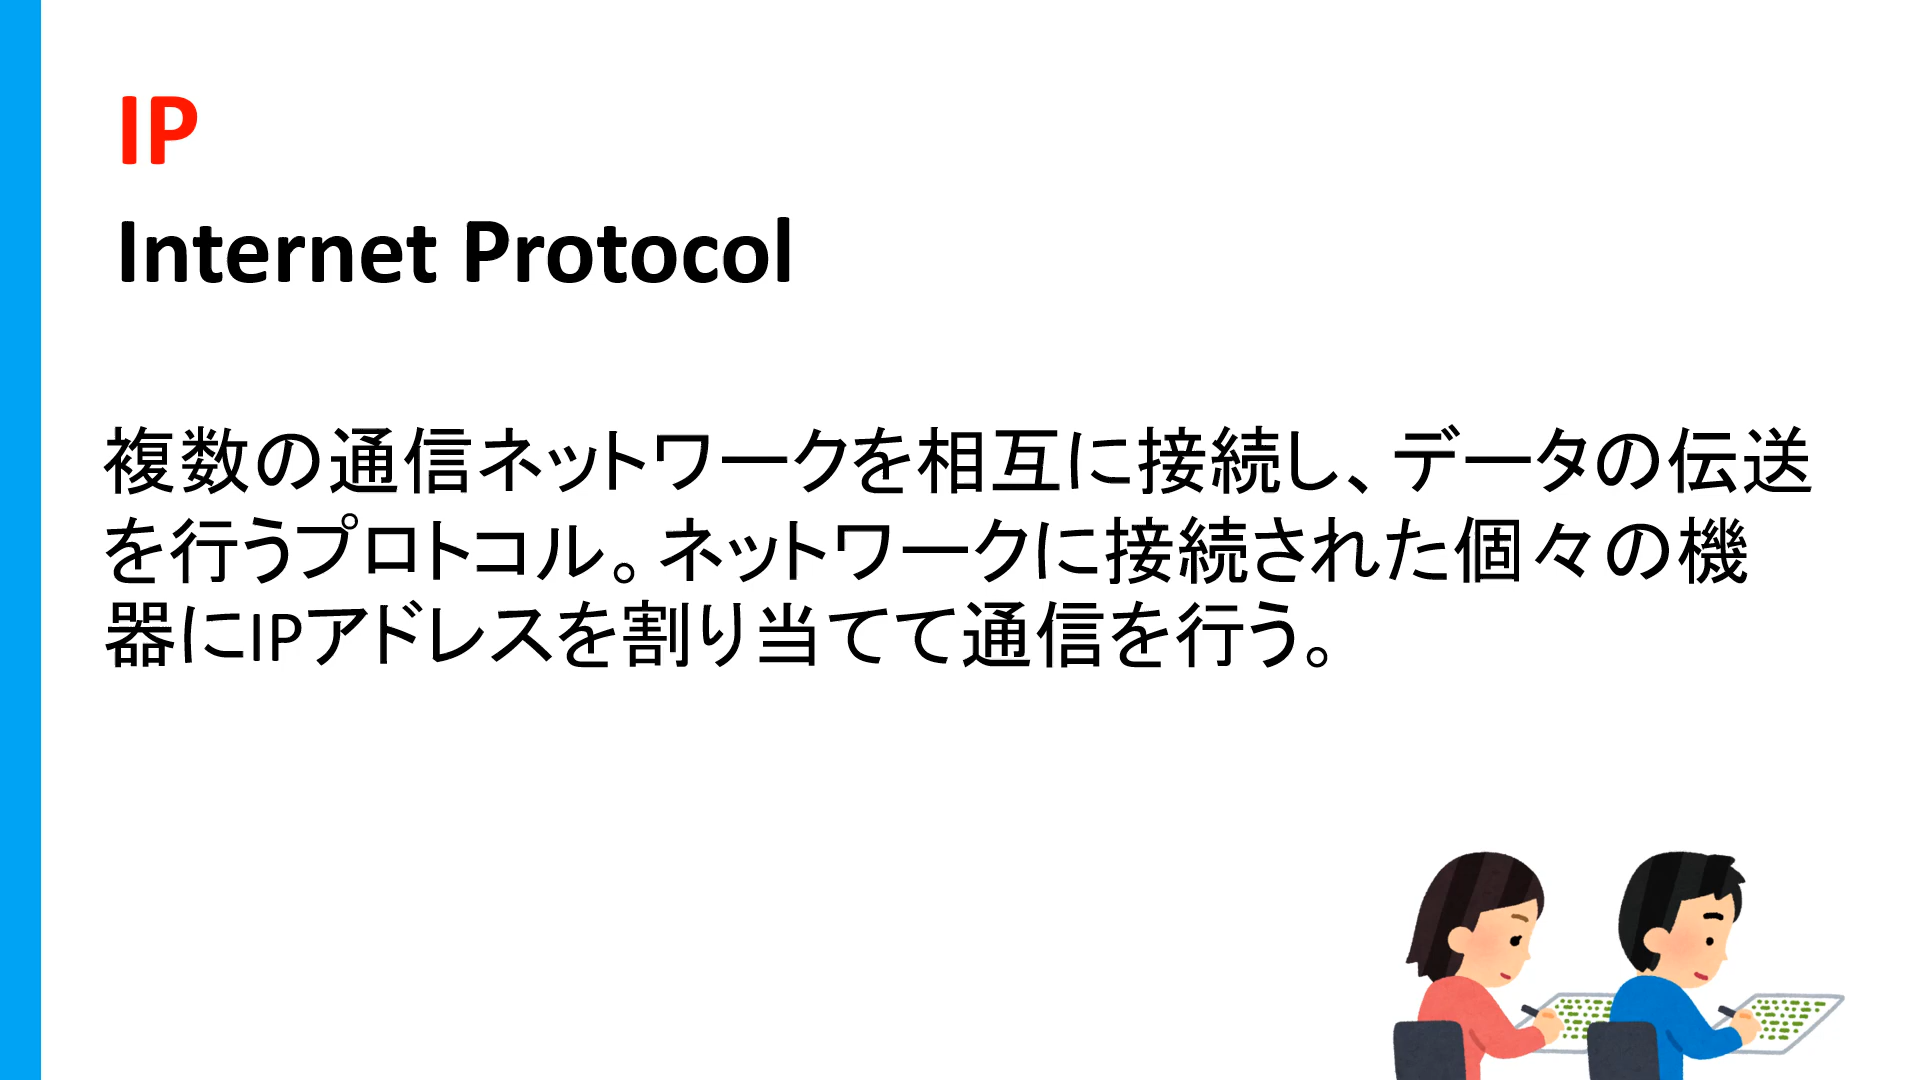 IP
Internet Protocol
複数の通信ネットワークを相互に接続し、データの伝送
を行うプロトコル。ネットワークに接続された個々の機
器にIPアドレスを割り当てて通信を行う。